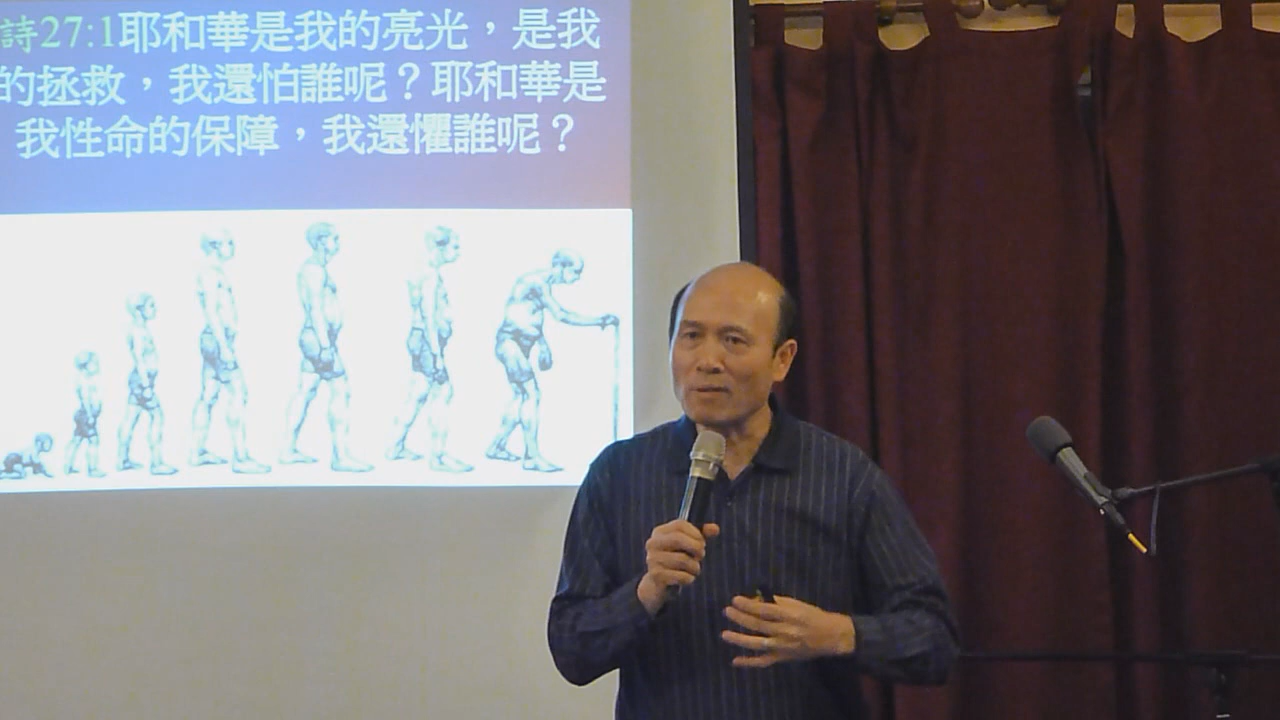 詩27:1耶和華是我的亮光，是我
的拯救，我還怕誰呢？耶和華是
我性命的保障，我還懼誰呢？